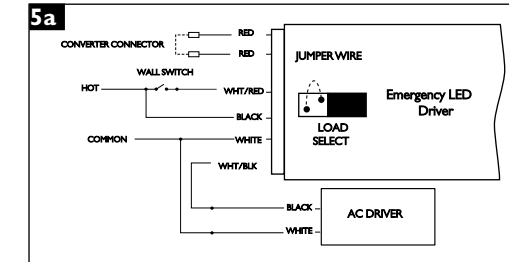 5a
RED
CONVERTER CONNECTOR
RED
JUMPER WIRE
WALL SWITCH
HOT
WHT/RED
Emergency LED
Driver
BLACK
LOAD
SELECT
COMMON
WHITE
WHT/BLK
BLACK
AC DRIVER
WHITE